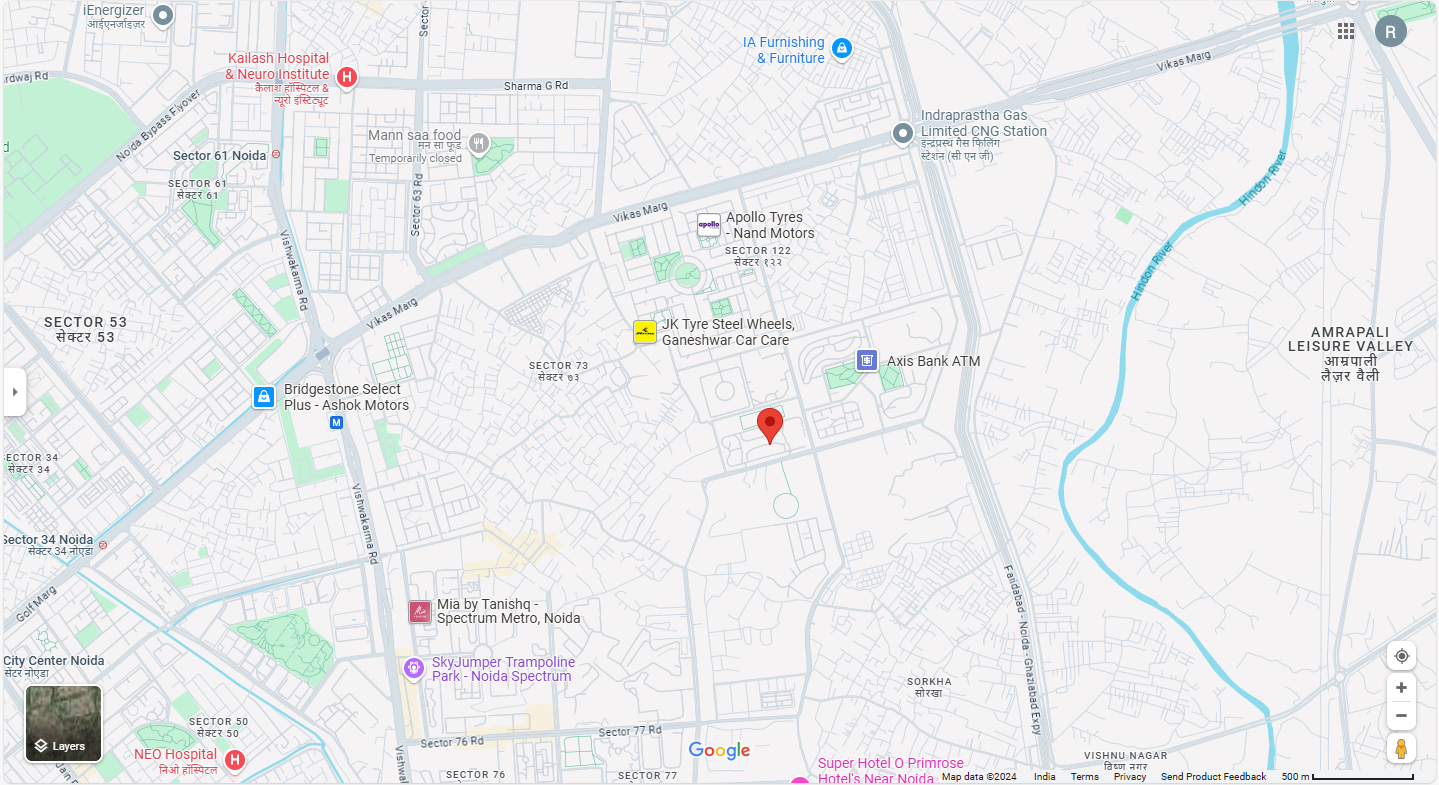 iEnergizer
आईएनर्जाइज़र
Sector
R
Kailash Hospital
& Neuro Institute
कैलाश हॉस्पिटल &
न्यूरो इंस्टिट्यूट
IA Furnishing
& Furniture
Vikas Marg
ardwaj Rd
Sharma G Rd
Noida Bypass Flyover
Indraprastha Gas
Limited CNG Station
इन्द्रप्रस्थ गैस फिलिंग
स्टेशन (सी एन जी)
Mann saa food
मन सा फूड
Temporarily closed
Sector 61 Noida
SECTOR 61
सेक्टर 61
Sector 63 Rd
Hindon River
Vikas Marg
apollo
Apollo Tyres
- Nand Motors
SECTOR 122
सेक्टर १२२
Vishwakarma Rd
Hindon River
Vikas Marg
SECTOR 53
सेक्टर 53
JK Tyre Steel Wheels,
Ganeshwar Car Care
AMRAPALI
LEISURE VALLEY
आम्रपाली
लेज़र वैली
SECTOR 73
सेक्टर ७३
Axis Bank ATM
Bridgestone Select
Plus - Ashok Motors
M
SECTOR 34
सेक्टर 34
Vishwakarma Rd
Sector 34 Noida
सेक्टर 34 नोएडा
Golf Marg
Faridabad - Noida - Ghaziabad Expy
Mia by Tanishq -
Spectrum Metro, Noida
City Center Noida
सेंटर नोएडा
SkyJumper Trampoline
Park - Noida Spectrum
SORKHA
सोरखा
Layers
SECTOR 50
सेक्टर 50
NEO Hospital
निओ हॉस्पिटल
Sector 76 Rd
Sector 77 Rd
Google
VISHNU NAGAR
विष्णु नगर
Vishwal
SECTOR 76
SECTOR 77
Super Hotel O Primrose
Hotel's Near Noida
Map data ©2024 India Terms Privacy Send Product Feedback 500 m